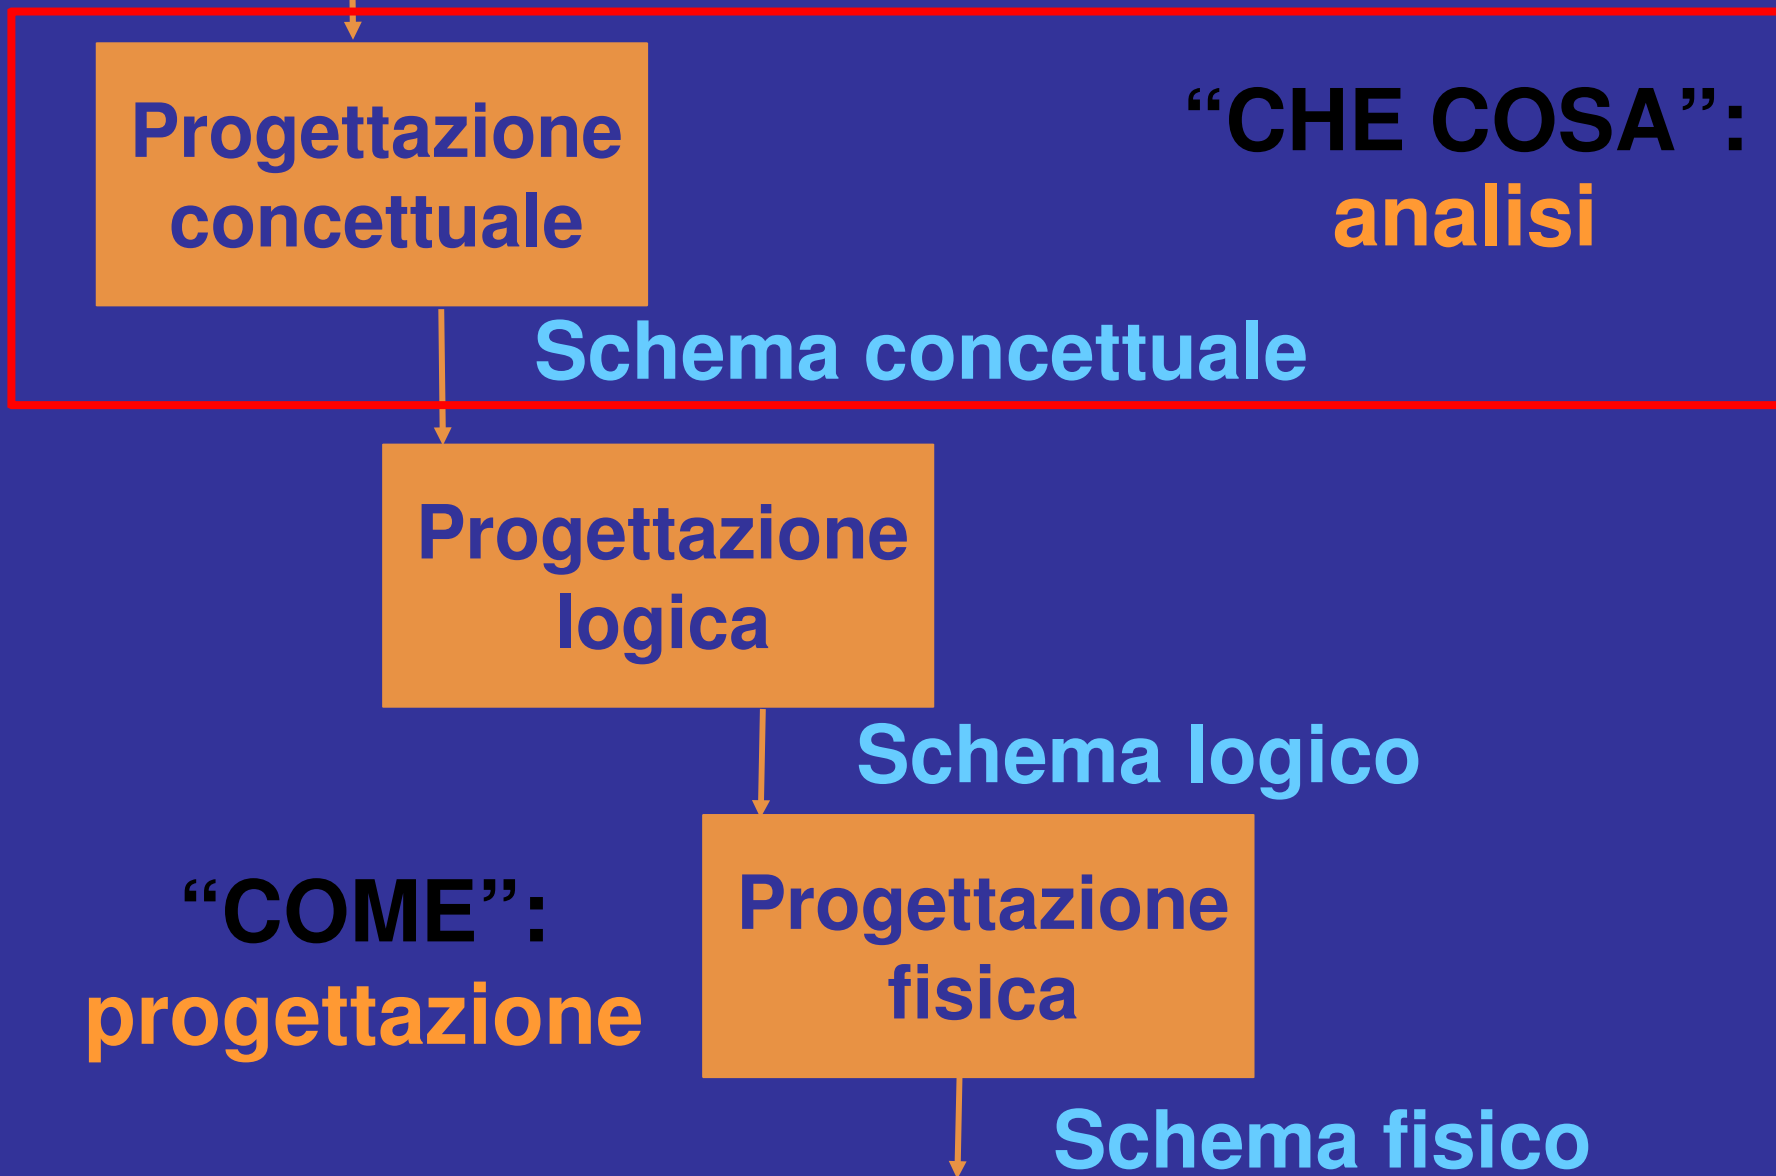 Progettazione
concettuale
“CHE COSA”:
analisi
Schema concettuale
Progettazione
logica
Schema logico
“COME”:
progettazione
Progettazione
fisica
Schema fisico